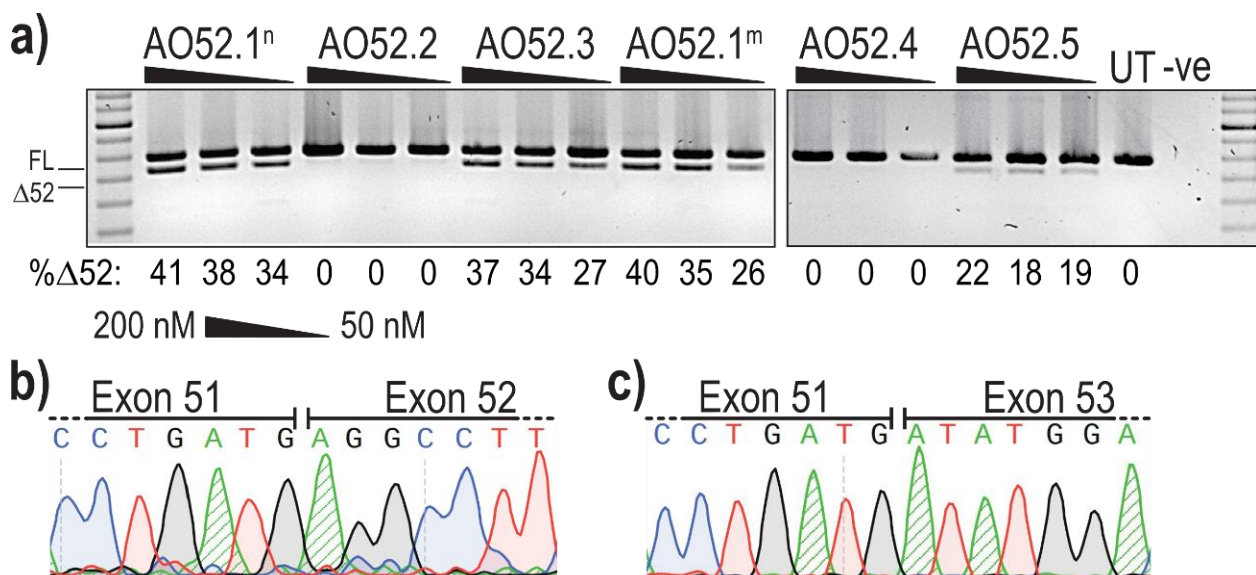 a)
AO52.1ⁿ AO52.2 AO52.3 AO52.1ᵐ AO52.4 AO52.5 UT -ve
FL
Δ52
%Δ52: 41 38 34 0 0 0 37 34 27 40 35 26 0 0 0 22 18 19 0
200 nM 50 nM
b) Exon 51 Exon 52
C C T G A T G A G G C C T T
c) Exon 51 Exon 53
C C T G A T G A T A T G G A